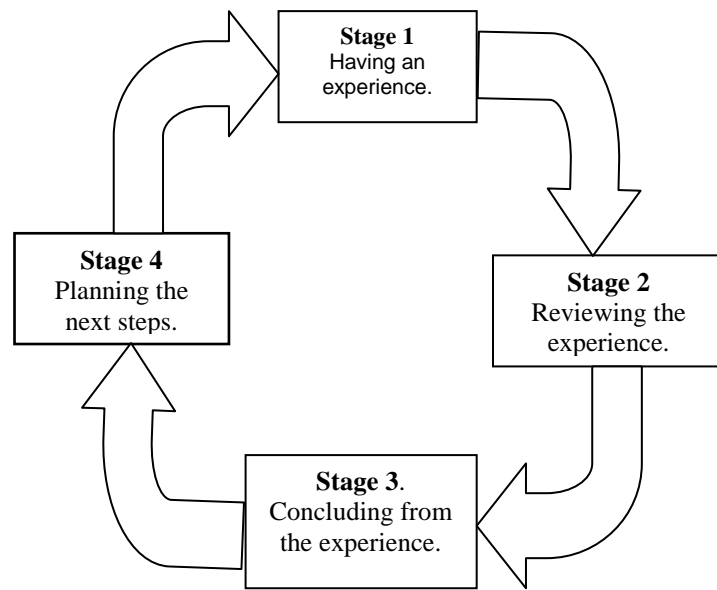 Stage 1
Having an
experience.
Stage 2
Reviewing the
experience.
Stage 3.
Concluding from
the experience.
Stage 4
Planning the
next steps.